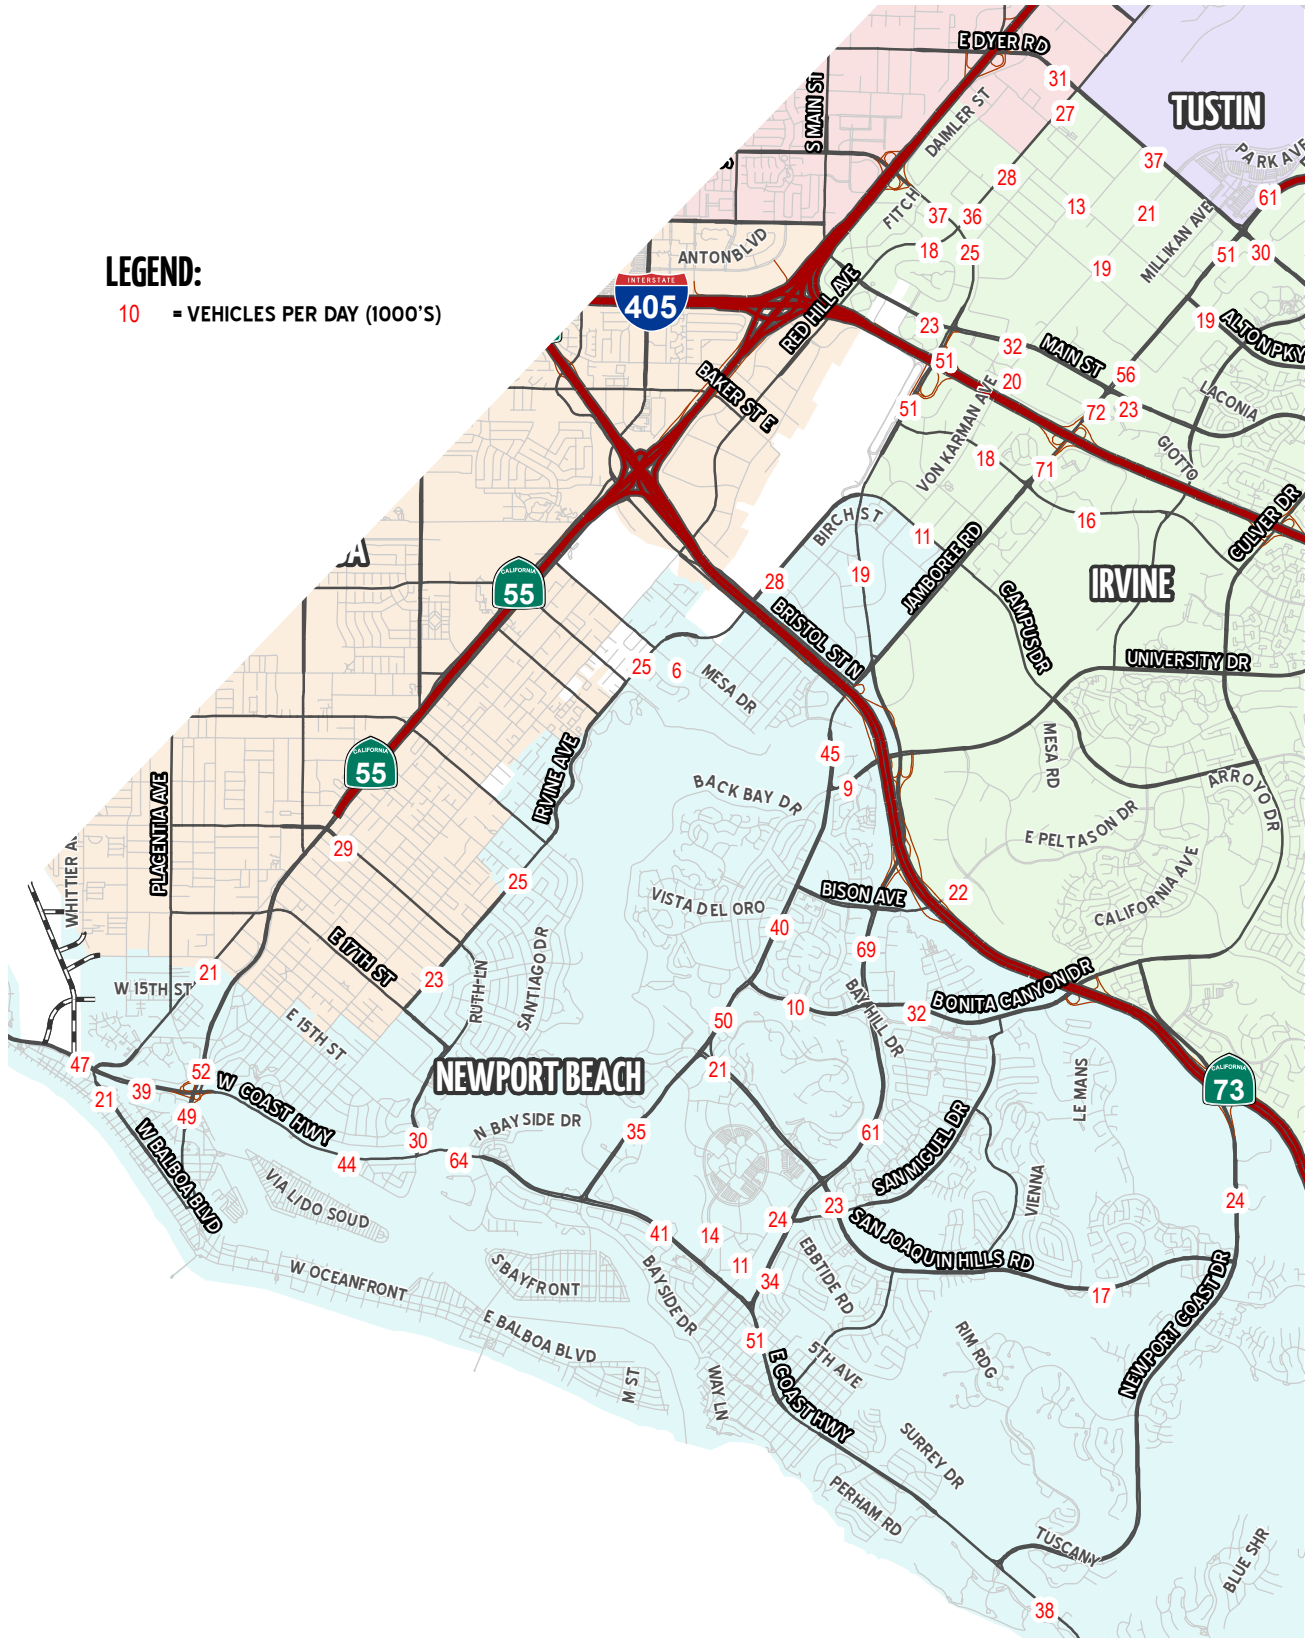 E DYER RD
31
TUSTIN
S MAIN ST
DAIMLER ST
27
PARK AVE
37
28
61
FITCH
37
36
13
21
MILLIKAN AVE
ANTON BLVD
18
25
51
30
LEGEND:
19
INTERSTATE
405
RED HILL AVE
10 = VEHICLES PER DAY (1000'S)
23
19
ALTON PKY
32
MAIN ST
51
BAKER ST E
20
56
LACONIA
51
VON KARMAN AVE
72
23
18
71
GIOTTO
16
CULVER DR
BIRCH ST
11
JAMBOREE RD
CALIFORNIA
55
28
19
IRVINE
BRISTOL ST N
CAMPUS DR
25
6
MESA DR
UNIVERSITY DR
CALIFORNIA
55
IRVINE AVE
45
MESA RD
BACK BAY DR
9
ARROYO DR
PLACENTIA AVE
29
E PELTASON DR
WHITTIER A
25
BISON AVE
22
CALIFORNIA AVE
VISTA DEL ORO
40
E 17TH ST
69
21
23
RUTH LN
SANTIAGO DR
W 15TH ST
BONITA CANYON DR
10
BAYHILL DR
32
E 15TH ST
50
47
52
NEWPORT BEACH
21
LE MANS
CALIFORNIA
73
39
W COAST HWY
21
49
N BAYSIDE DR
35
61
SAN MIGUEL DR
W BALBOA BLVD
30
44
64
VIENNA
VIA LIDO SOUD
24
23
24
41
14
SAN JOAQUIN HILLS RD
EBBTIDE RD
W OCEANFRONT
S BAYFRONT
BAYSIDE DR
11
34
17
NEWPORT COAST DR
E BALBOA BLVD
51
5TH AVE
RIM RDG
M ST
WAY LN
E COAST HWY
SURREY DR
PERHAM RD
TUSCANY
BLUE SHR
38